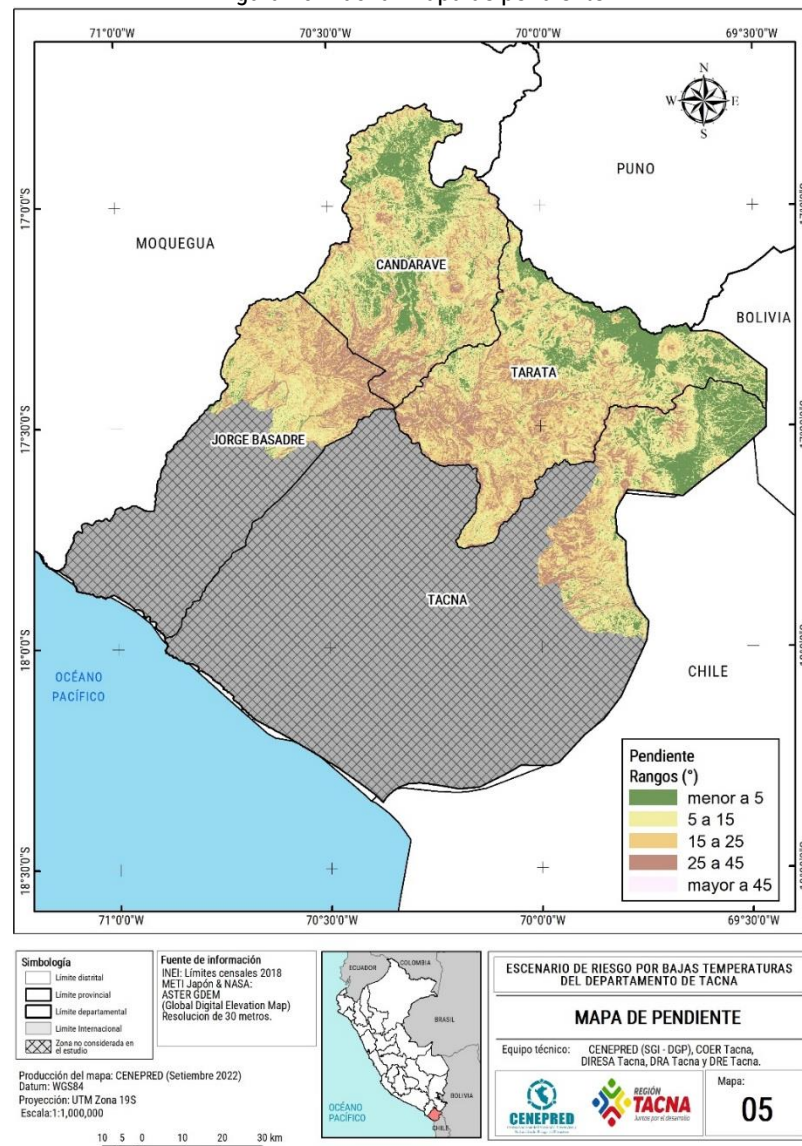 71°0'0"W 70°30'0"W 70°0'0"W 69°30'0"W
N
W E
S
PUNO
17°0'0"S
MOQUEGUA
CANDARAVE
BOLIVIA
TARATA
17°30'0"S
JORGE BASADRE
TACNA
18°0'0"S
OCÉANO
PACÍFICO
CHILE
Pendiente
Rangos (°)
menor a 5
5 a 15
15 a 25
25 a 45
mayor a 45
18°30'0"S
71°0'0"W 70°30'0"W 70°0'0"W 69°30'0"W
Simbología
Límite distrital
Límite provincial
Límite departamental
Límite Internacional
Zona no considerada en
el estudio
Fuente de información
INEI: Límites censales 2018
METI Japón & NASA:
ASTER GDEM
(Global Digital Elevation Map)
Resolucion de 30 metros.
Producción del mapa: CENEPRED (Setiembre 2022)
Datum: WGS84
Proyección: UTM Zona 19S
Escala:1:1,000,000
10 5 0 10 20 30 km
ECUADOR
COLOMBIA
BRASIL
BOLIVIA
OCÉANO
PACÍFICO
CHILE
ESCENARIO DE RIESGO POR BAJAS TEMPERATURAS
DEL DEPARTAMENTO DE TACNA
MAPA DE PENDIENTE
Equipo técnico: CENEPRED (SGI - DGP), COER Tacna,
DIRESA Tacna, DRA Tacna y DRE Tacna.
CENEPRED
REGIÓN
TACNA
Juntos por el desarrollo
Mapa:
05